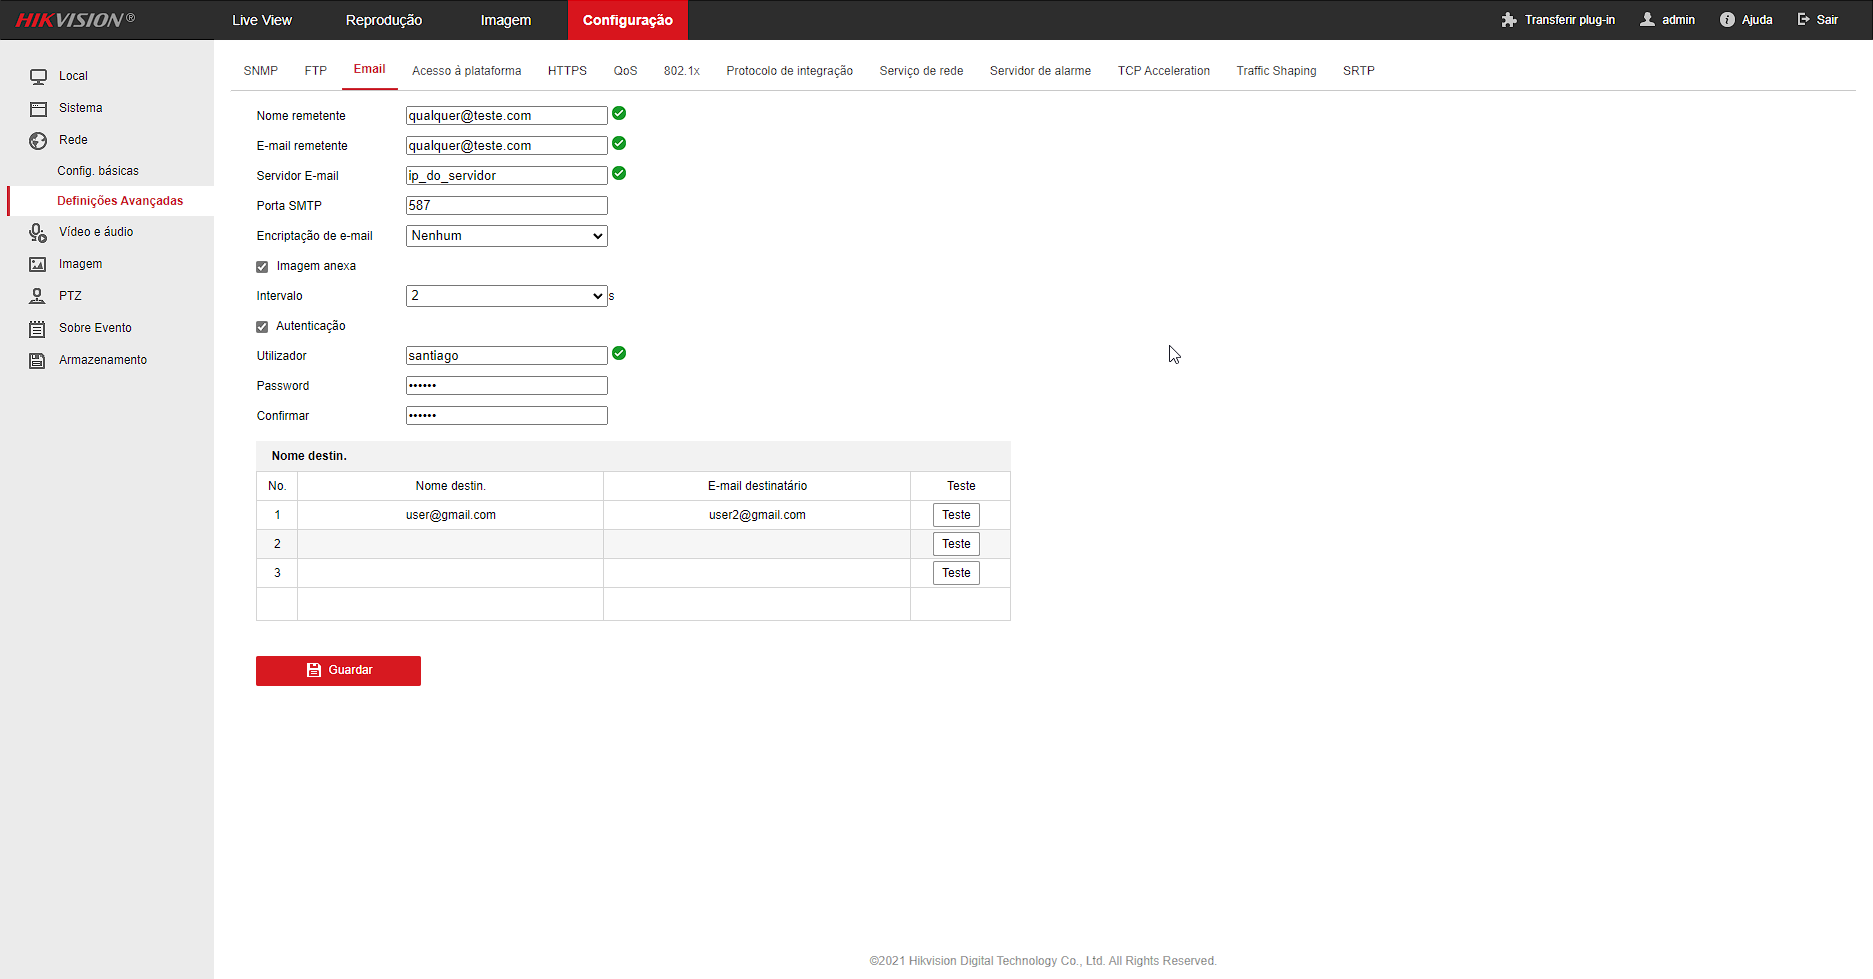 HIKVISION® Live View Reprodução Imagem Configuração Transferir plug-in admin Ajuda Sair
Local
Sistema
Rede
Config. básicas
Definições Avançadas
Vídeo e áudio
Imagem
PTZ
Sobre Evento
Armazenamento
SNMP FTP Email Acesso à plataforma HTTPS QoS 802.1x Protocolo de integração Serviço de rede Servidor de alarme TCP Acceleration Traffic Shaping SRTP
Nome remetente qualquer@teste.com
E-mail remetente qualquer@teste.com
Servidor E-mail ip_do_servidor
Porta SMTP 587
Encriptação de e-mail Nenhum
Imagem anexa
Intervalo 2 s
Autenticação
Utilizador santiago
Password ••••••
Confirmar ••••••
Nome destin.
No. Nome destin. E-mail destinatário Teste
1 user@gmail.com user2@gmail.com Teste
2 Teste
3 Teste
Guardar
©2021 Hikvision Digital Technology Co., Ltd. All Rights Reserved.